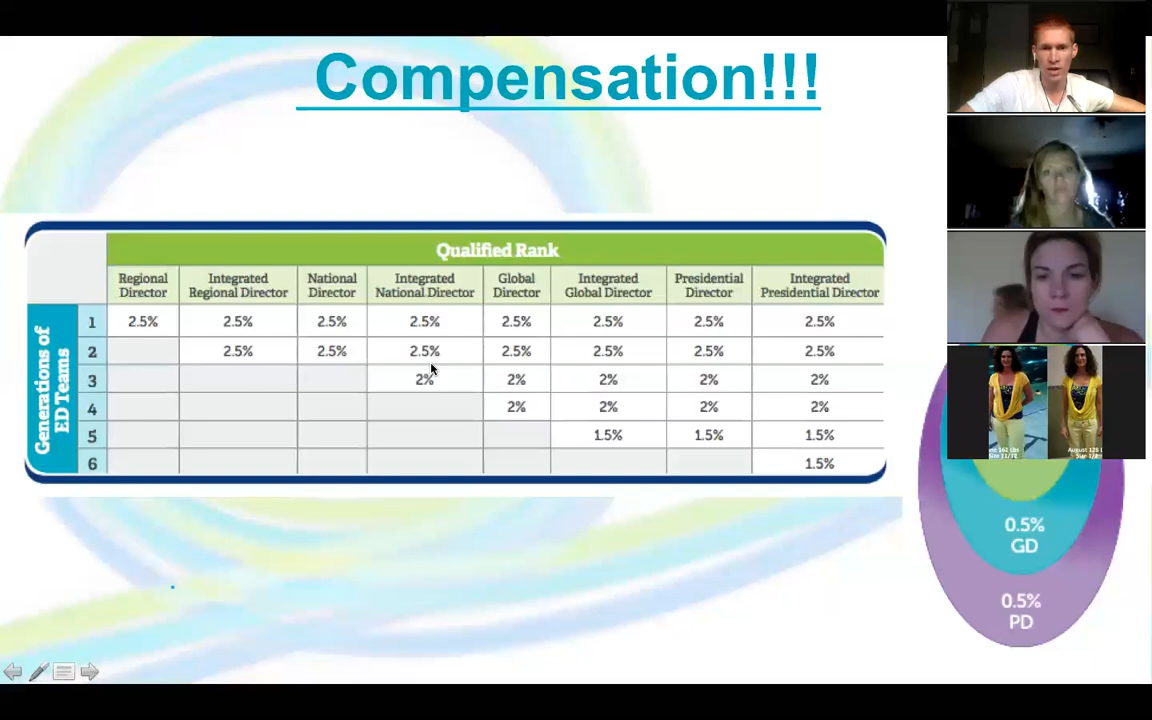 Compensation!!!
Qualified Rank
Regional Director
Integrated Regional Director
National Director
Integrated National Director
Global Director
Integrated Global Director
Presidential Director
Integrated Presidential Director
Generations of
ED Teams
1 2.5% 2.5% 2.5% 2.5% 2.5% 2.5% 2.5% 2.5%
2 2.5% 2.5% 2.5% 2.5% 2.5% 2.5% 2.5%
3 2% 2% 2% 2% 2%
4 2% 2% 2% 2%
5 1.5% 1.5% 1.5%
6 1.5%
162 Lbs
August 128
0.5%
GD
0.5%
PD